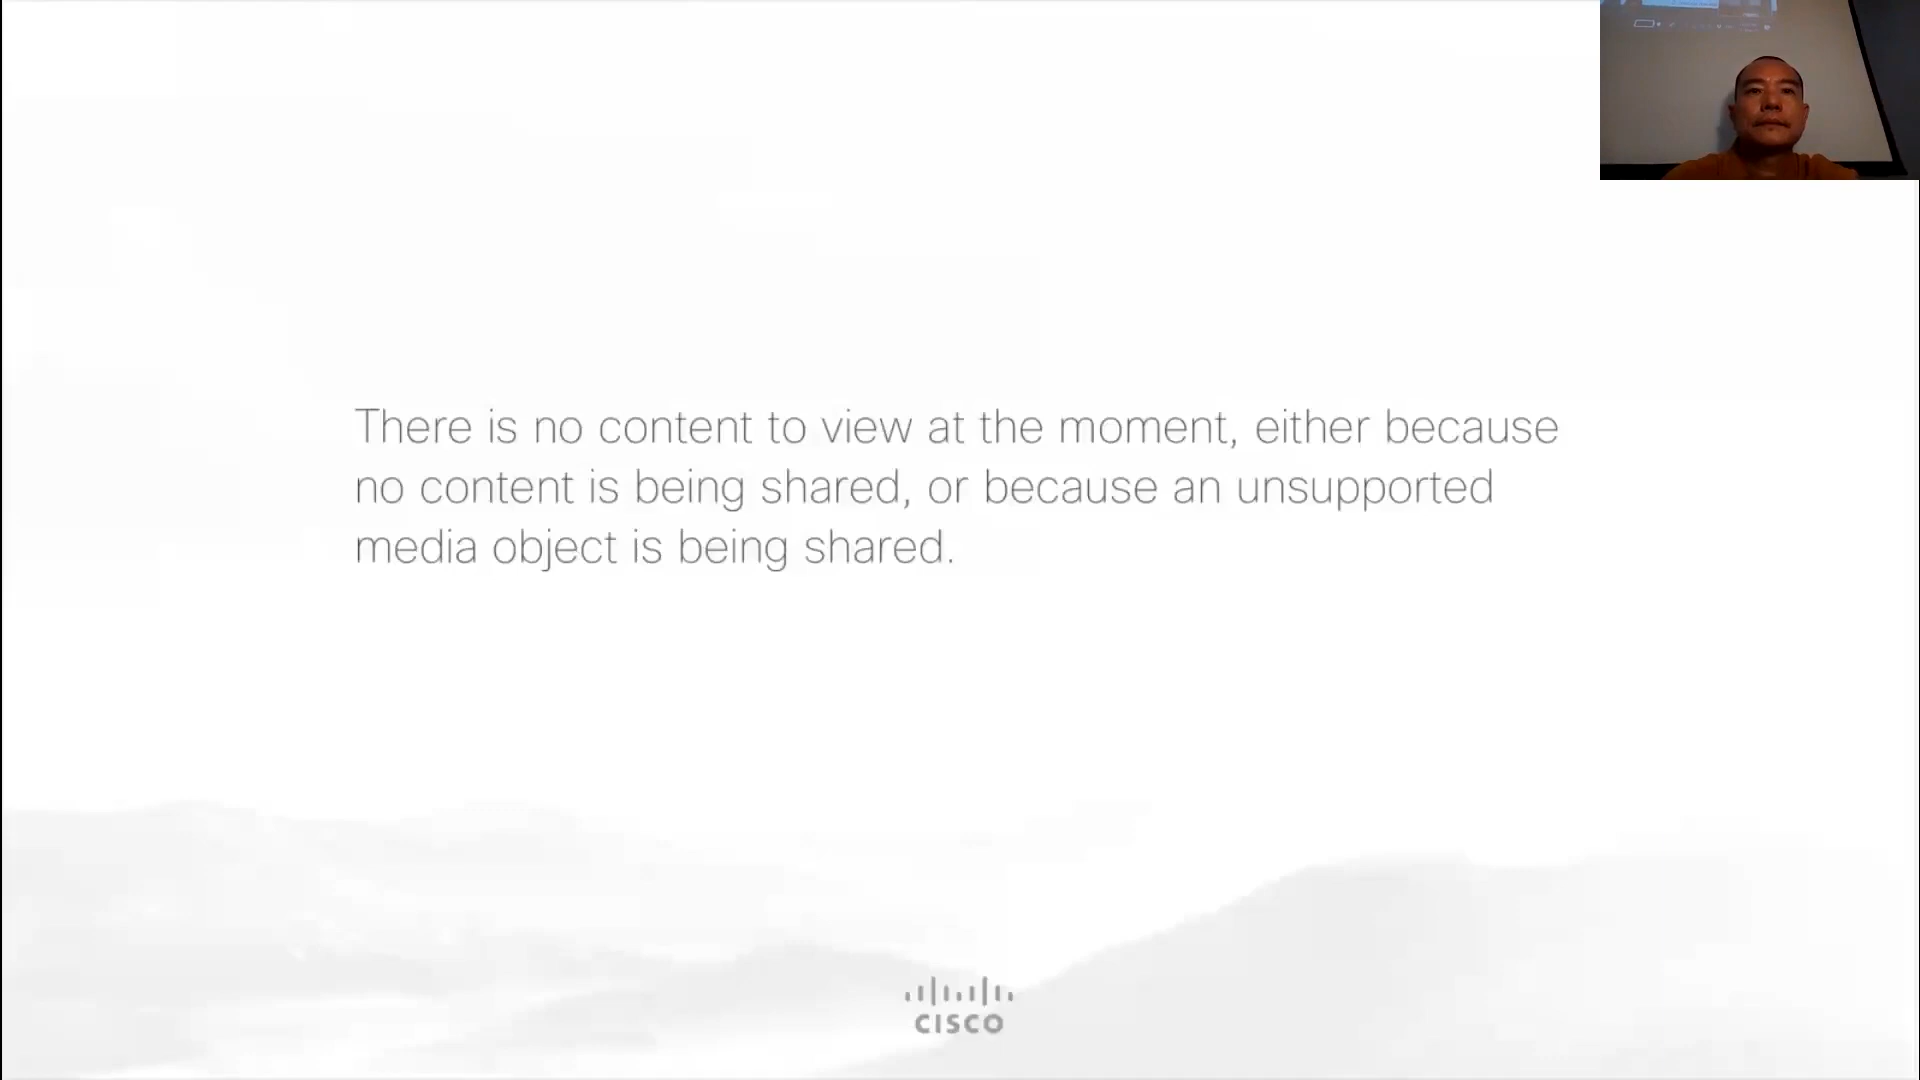 There is no content to view at the moment, either because
no content is being shared, or because an unsupported
media object is being shared.
CISCO